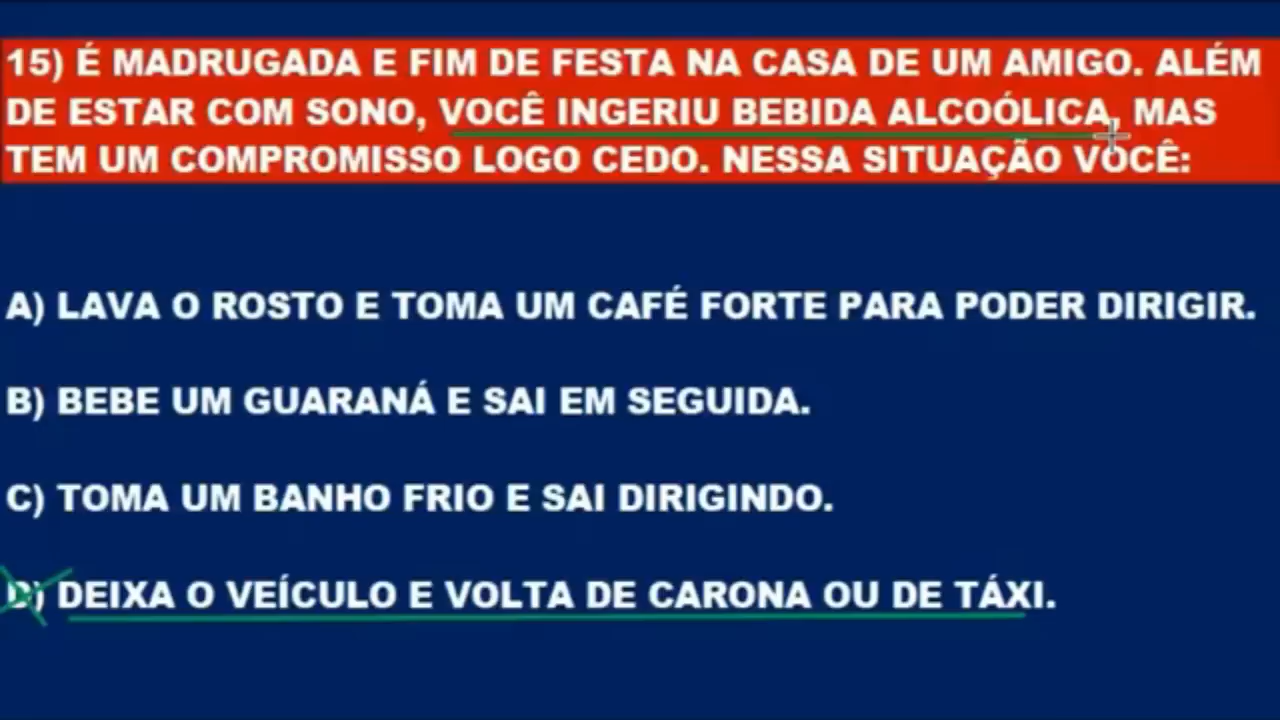 15) É MADRUGADA E FIM DE FESTA NA CASA DE UM AMIGO. ALÉM
DE ESTAR COM SONO, VOCÊ INGERIU BEBIDA ALCOÓLICA, MAS
TEM UM COMPROMISSO LOGO CEDO. NESSA SITUAÇÃO VOCÊ:
A) LAVA O ROSTO E TOMA UM CAFÉ FORTE PARA PODER DIRIGIR.
B) BEBE UM GUARANÁ E SAI EM SEGUIDA.
C) TOMA UM BANHO FRIO E SAI DIRIGINDO.
D) DEIXA O VEÍCULO E VOLTA DE CARONA OU DE TÁXI.